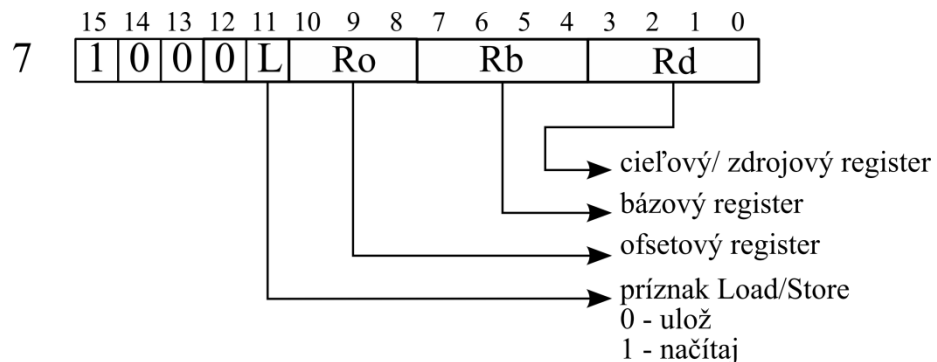 15 14 13 12 11 10 9 8 7 6 5 4 3 2 1 0
7 1 0 0 0 L Ro Rb Rd
cieľový/ zdrojový register
bázový register
ofsetový register
príznak Load/Store
0 - ulož
1 - načítaj